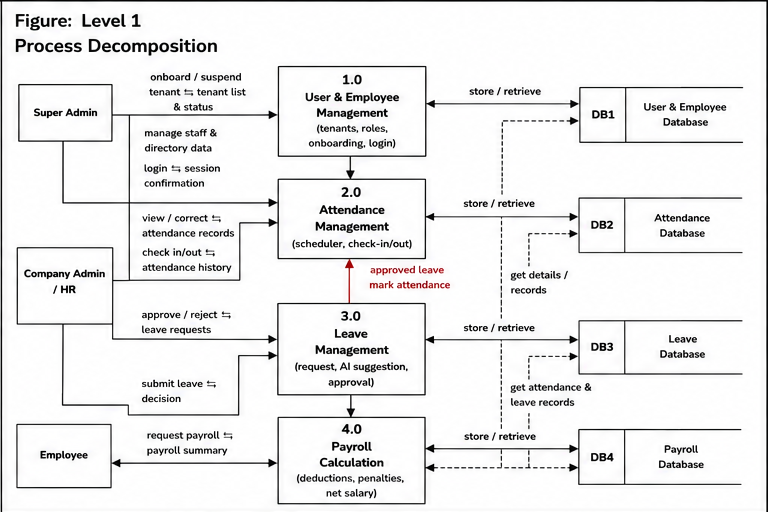 Figure: Level 1
Process Decomposition
onboard / suspend
tenant ⇆ tenant list
& status
Super Admin
manage staff &
directory data
login ⇆ session
confirmation
view / correct ⇆
attendance records
check in/out ⇆
attendance history
Company Admin
/ HR
approve / reject ⇆
leave requests
submit leave ⇆
decision
Employee
request payroll ⇆
payroll summary
1.0
User & Employee
Management
(tenants, roles,
onboarding, login)
2.0
Attendance
Management
(scheduler, check-in/out)
approved leave
mark attendance
3.0
Leave
Management
(request, AI suggestion,
approval)
4.0
Payroll
Calculation
(deductions, penalties,
net salary)
store / retrieve
DB1
User & Employee
Database
store / retrieve
DB2
Attendance
Database
get details /
records
store / retrieve
DB3
Leave
Database
get attendance &
leave records
store / retrieve
DB4
Payroll
Database